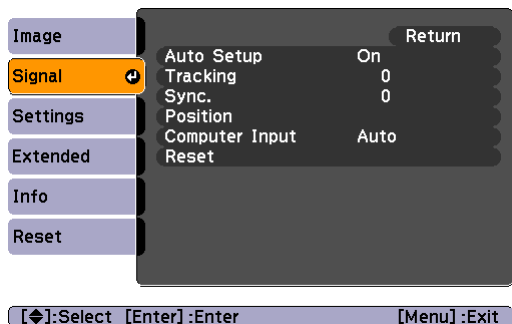 Image
Signal
Settings
Extended
Info
Reset
Return
Auto Setup On
Tracking 0
Sync. 0
Position
Computer Input Auto
Reset
[◆]:Select [Enter]:Enter [Menu]:Exit